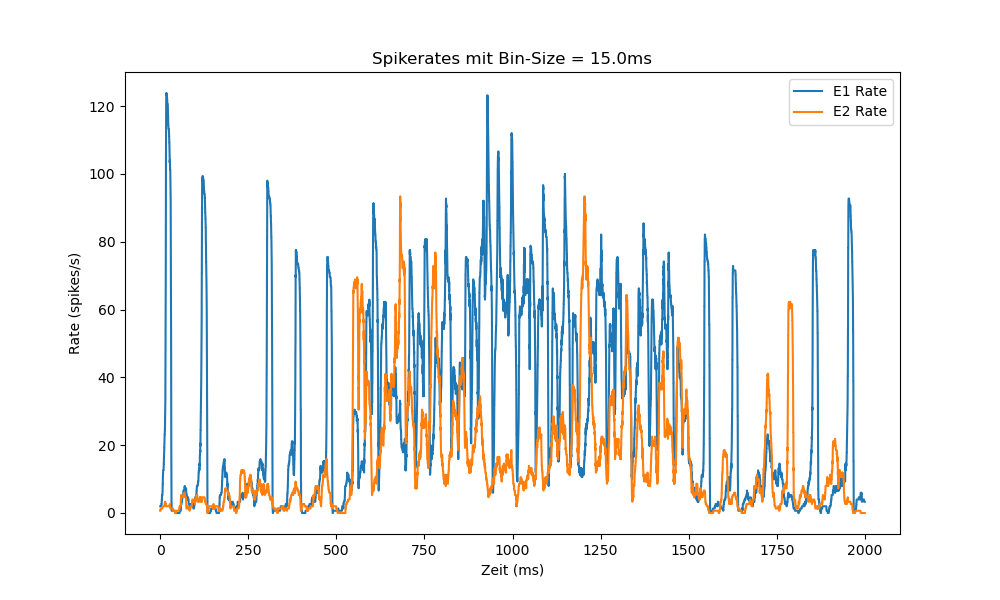 Spikerates mit Bin-Size = 15.0ms
E1 Rate
E2 Rate
Rate (spikes/s)
120
100
80
60
40
20
0
0 250 500 750 1000 1250 1500 1750 2000
Zeit (ms)